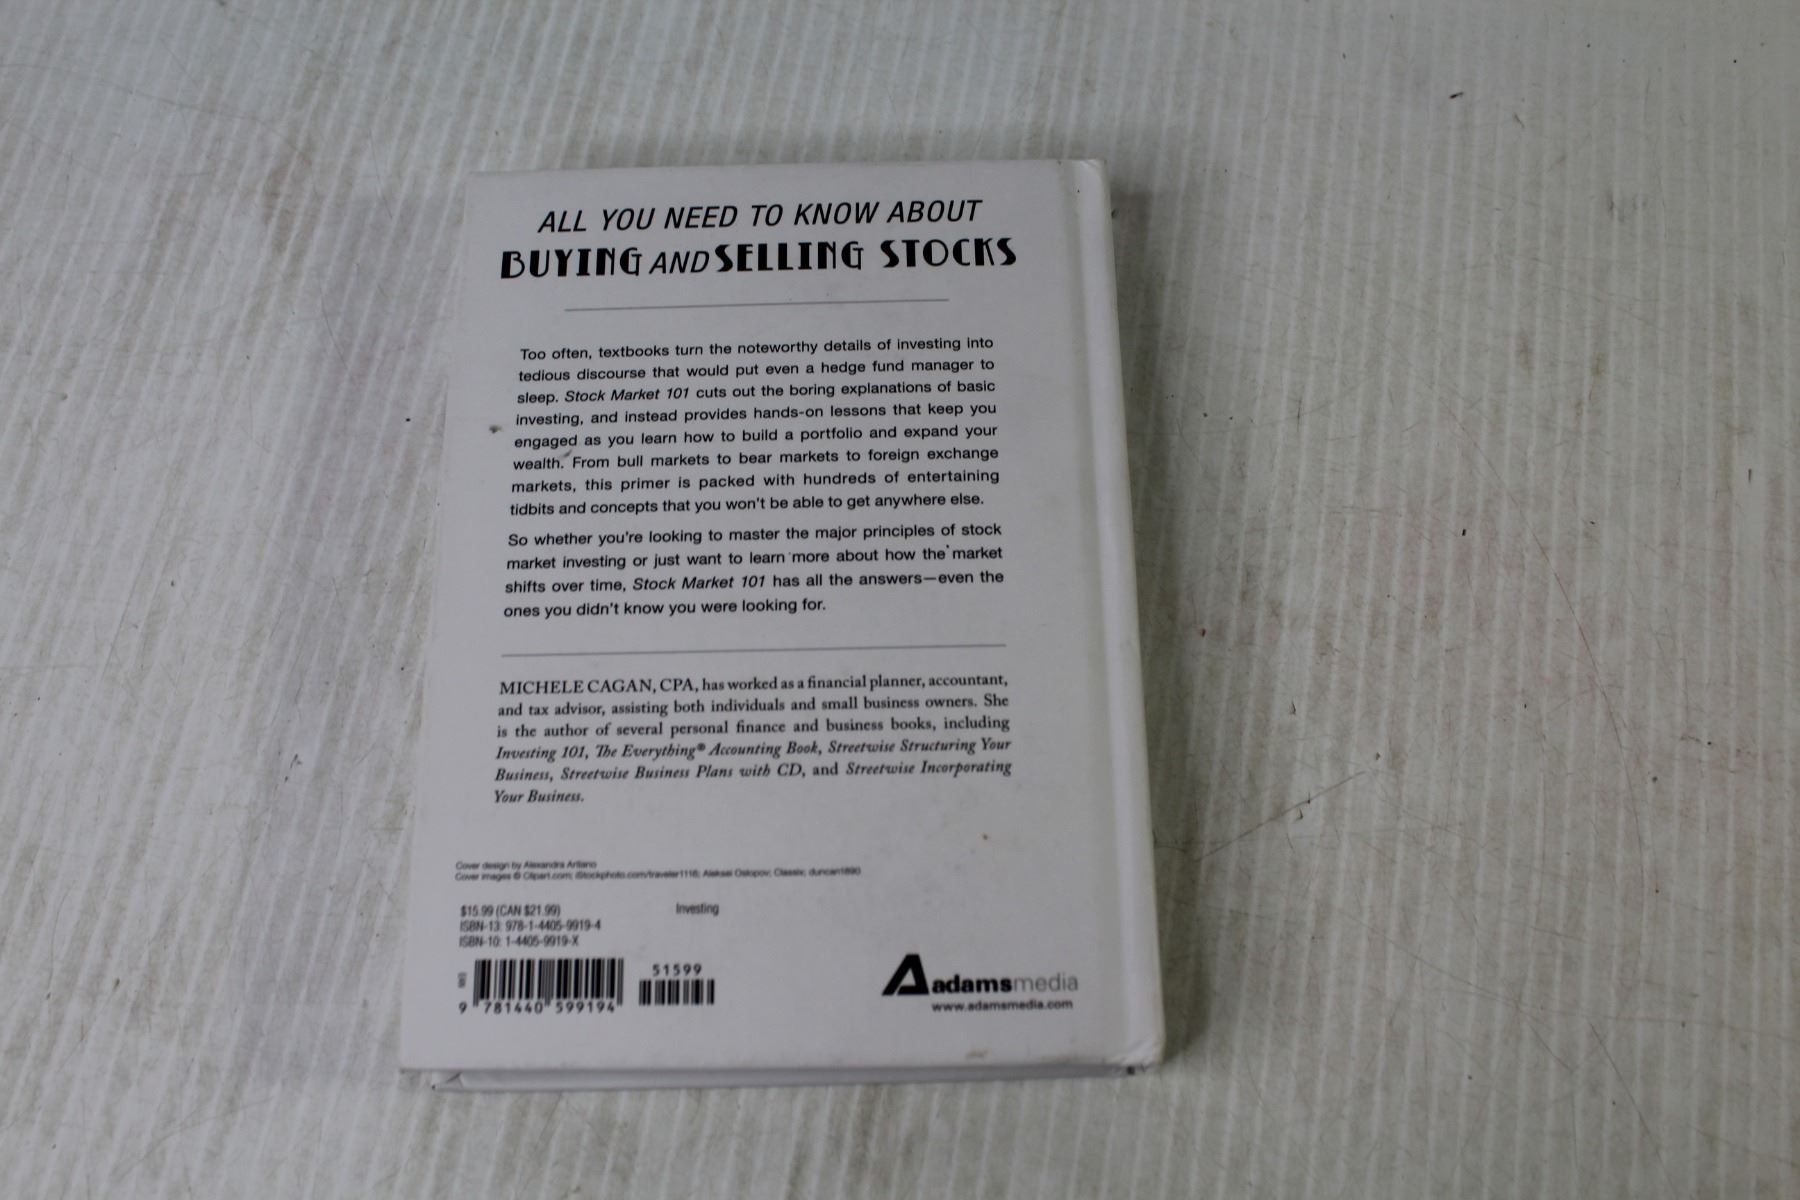 ALL YOU NEED TO KNOW ABOUT
BUYING AND SELLING STOCKS
Too often, textbooks turn the noteworthy details of investing into
tedious discourse that would put even a hedge fund manager to
sleep. Stock Market 101 cuts out the boring explanations of basic
investing, and instead provides hands-on lessons that keep you
engaged as you learn how to build a portfolio and expand your
wealth. From bull markets to bear markets to foreign exchange
markets, this primer is packed with hundreds of entertaining
tidbits and concepts that you won't be able to get anywhere else.
So whether you're looking to master the major principles of stock
market investing or just want to learn more about how the market
shifts over time, Stock Market 101 has all the answers—even the
ones you didn't know you were looking for.
MICHELE CAGAN, CPA, has worked as a financial planner, accountant,
and tax advisor, assisting both individuals and small business owners. She
is the author of several personal finance and business books, including
Investing 101, The Everything® Accounting Book, Streetwise Structuring Your
Business, Streetwise Business Plans with CD, and Streetwise Incorporating
Your Business.
Cover design by Alexandra Artiano
Cover images © Clipart.com; iStockphoto.com/traveler1116; Aleksei Oslopov; Classix; duncan1890
$15.99 (CAN $21.99) Investing
ISBN-13: 978-1-4405-9919-4
ISBN-10: 1-4405-9919-X
51599
9 781440 599194
adamsmedia
www.adamsmedia.com